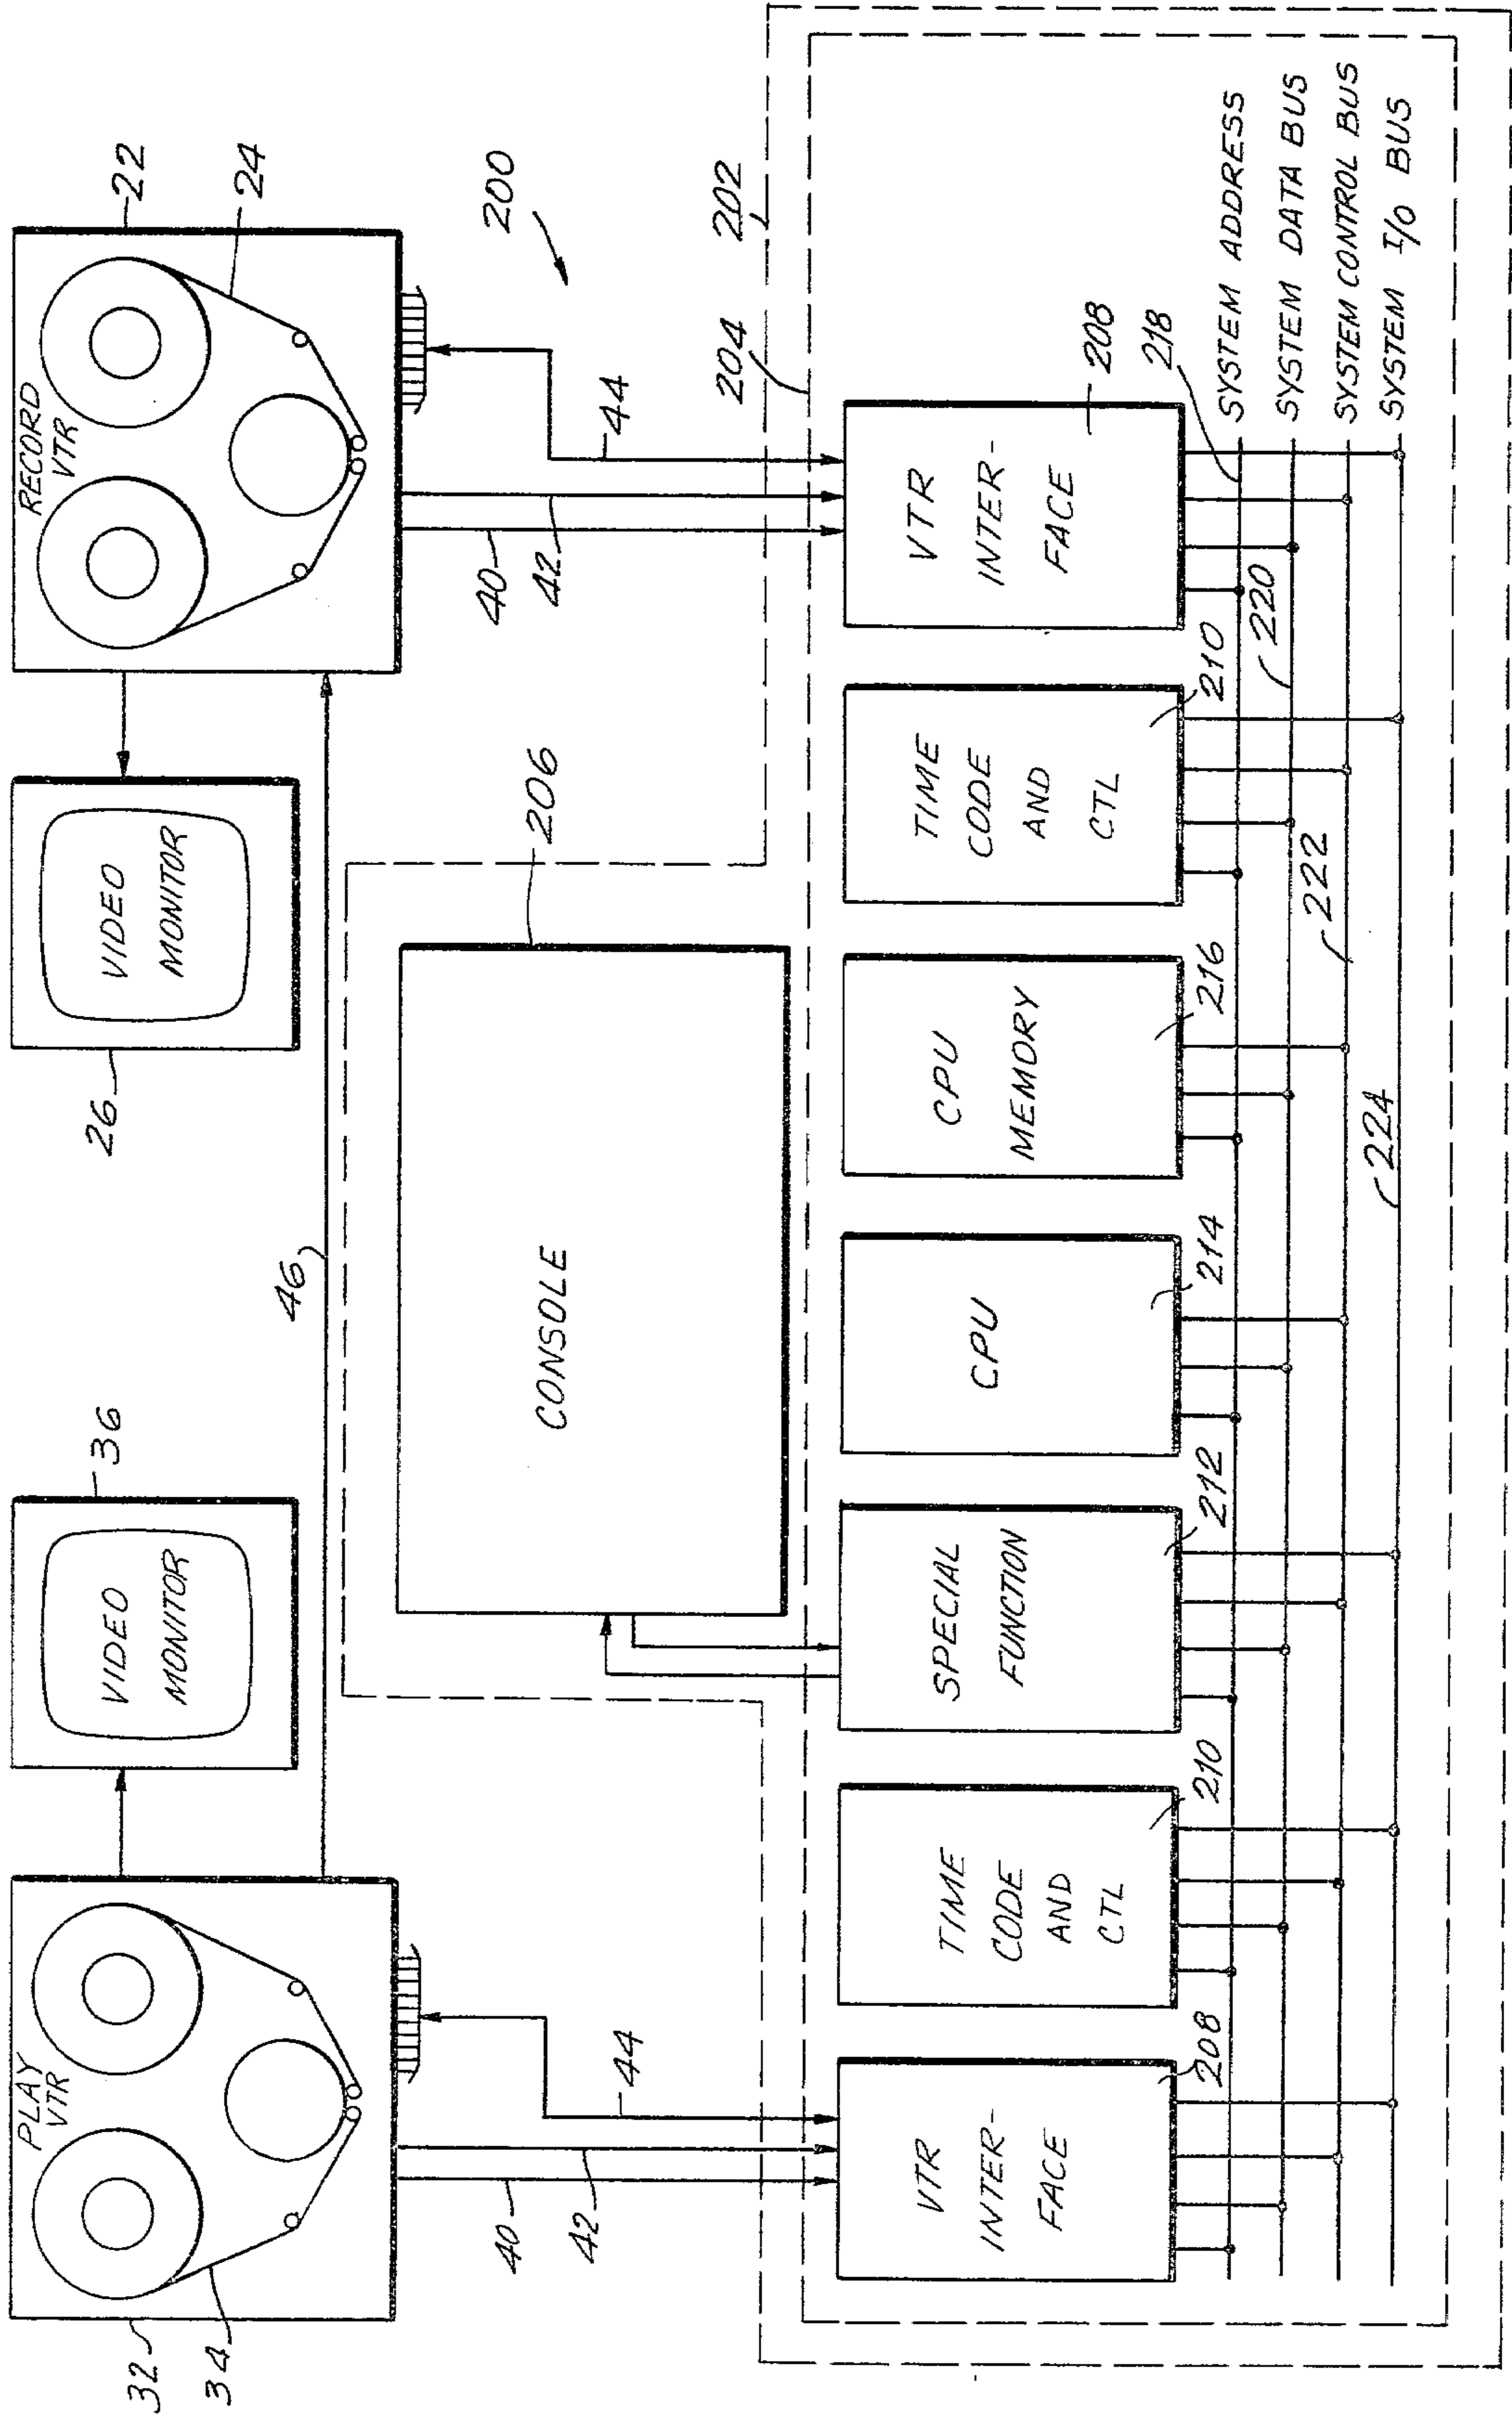 PLAY
VTR
32
34
VIDEO
MONITOR
36
46
VIDEO
MONITOR
26
RECORD
VTR
22
24
40
42
44
CONSOLE
206
40
42
44
200
202
204
VTR
INTER-
FACE
208
TIME
CODE
AND
CTL
210
SPECIAL
FUNCTION
212
CPU
214
CPU
MEMORY
216
TIME
CODE
AND
CTL
210
VTR
INTER-
FACE
208
218
220
222
224
SYSTEM ADDRESS
SYSTEM DATA BUS
SYSTEM CONTROL BUS
SYSTEM I/O BUS